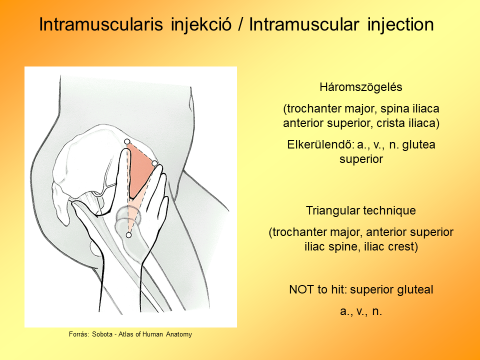 Intramuscularis injekció / Intramuscular injection
Háromszögelés
(trochanter major, spina iliaca
anterior superior, crista iliaca)
Elkerülendő: a., v., n. glutea
superior
Triangular technique
(trochanter major, anterior superior
iliac spine, iliac crest)
NOT to hit: superior gluteal
a., v., n.
Forrás: Sobota - Atlas of Human Anatomy